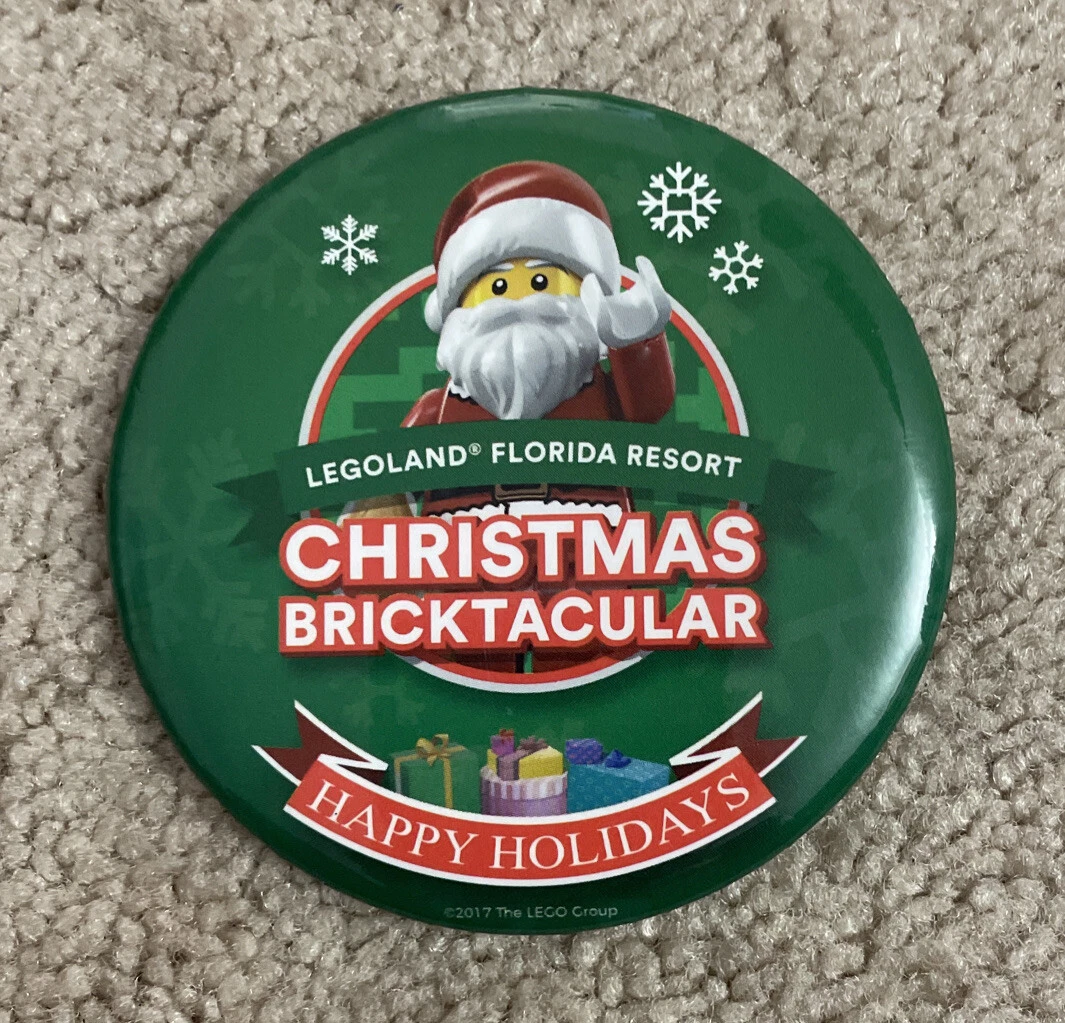 LEGOLAND® FLORIDA RESORT
CHRISTMAS
BRICKTACULAR
HAPPY HOLIDAYS
©2017 The LEGO Group